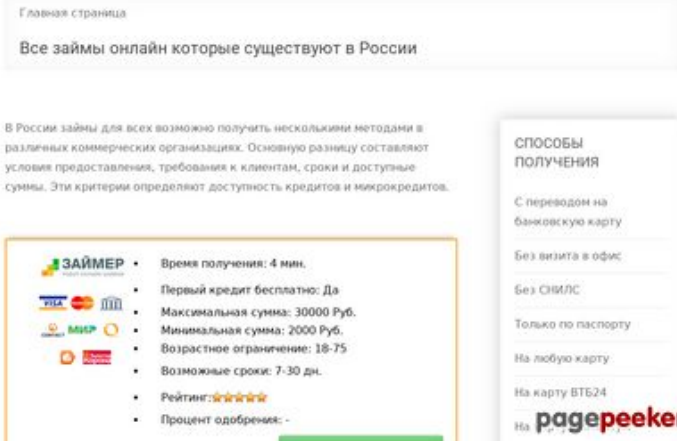 Главная страница
Все займы онлайн которые существуют в России
В России займы для всех возможно получить несколькими методами в
различных коммерческих организациях. Основную разницу составляют
условия предоставления, требования к клиентам, сроки и доступные
суммы. Эти критерии определяют доступность кредитов и микрокредитов.
ЗАЙМЕР
VISA
CONTACT МИР
• Время получения: 4 мин.
• Первый кредит бесплатно: Да
• Максимальная сумма: 30000 Руб.
• Минимальная сумма: 2000 Руб.
• Возрастное ограничение: 18-75
• Возможные сроки: 7-30 дн.
• Рейтинг:
• Процент одобрения: -
СПОСОБЫ
ПОЛУЧЕНИЯ
С переводом на
банковскую карту
Без визита в офис
Без СНИЛС
Только по паспорту
На любую карту
На карту ВТБ24
На
pagepeeker